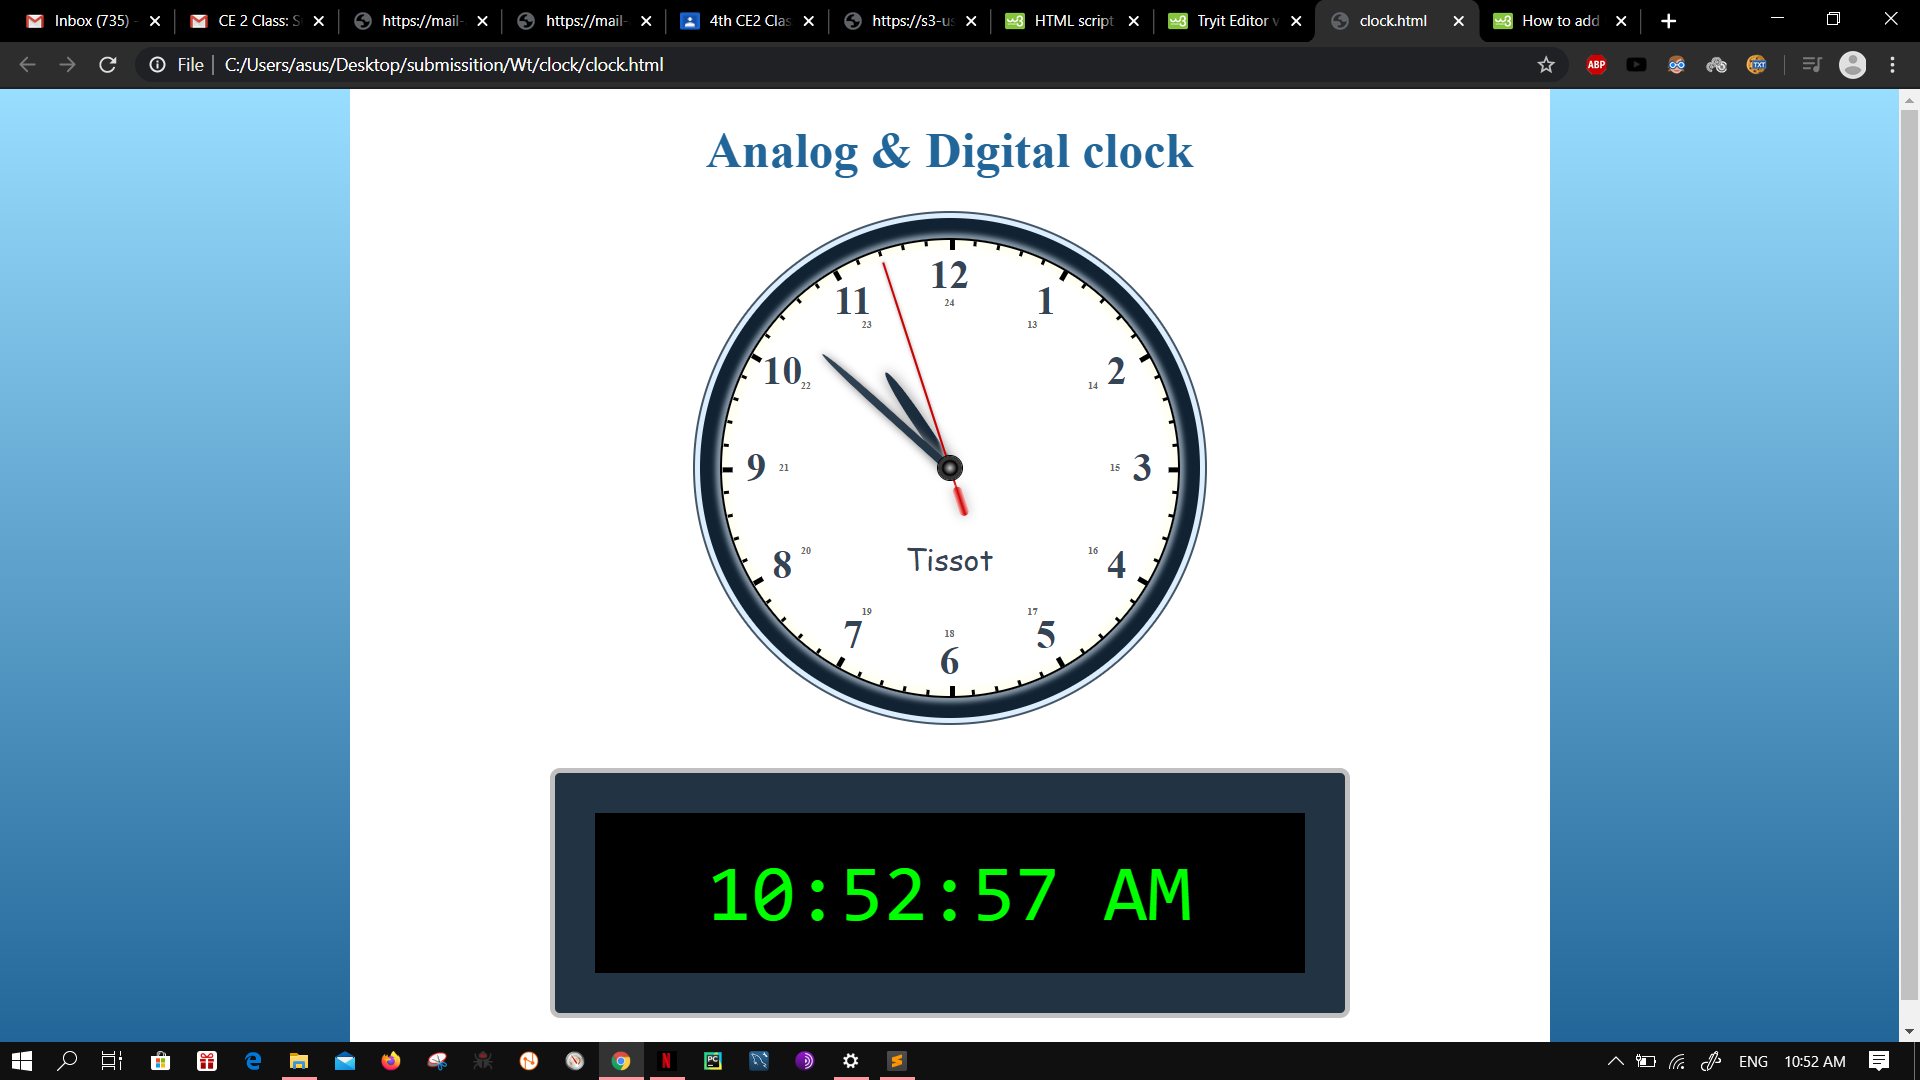 Inbox (735) -
CE 2 Class: S
https://mail-
https://mail-
4th CE2 Clas
https://s3-us
HTML script
Tryit Editor v
clock.html
How to add
File
C:/Users/asus/Desktop/submissition/Wt/clock/clock.html
ABP
TXT
Analog & Digital clock
12
24
11
23
1
13
10
22
2
14
9
21
3
15
8
20
4
16
Tissot
7
19
5
17
18
6
10:52:57 AM
ENG
10:52 AM